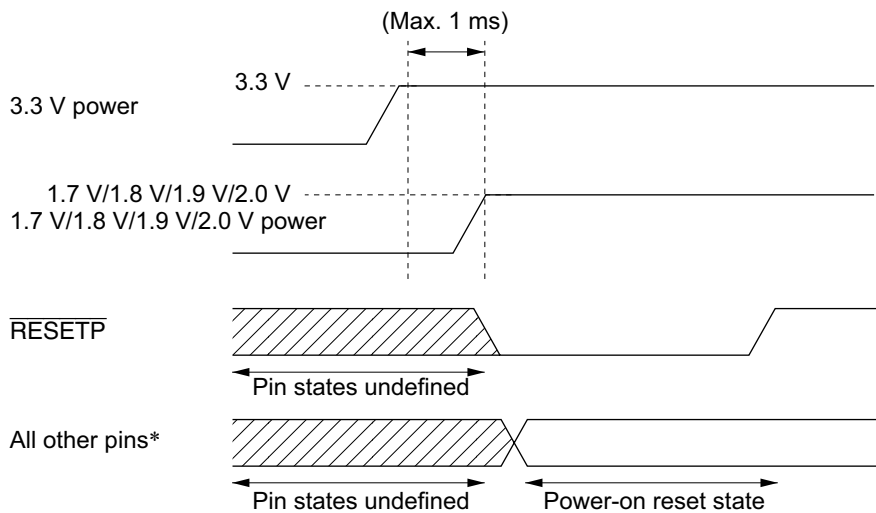 (Max. 1 ms)
3.3 V
3.3 V power
1.7 V/1.8 V/1.9 V/2.0 V
1.7 V/1.8 V/1.9 V/2.0 V power
RESETP
Pin states undefined
All other pins*
Pin states undefined
Power-on reset state